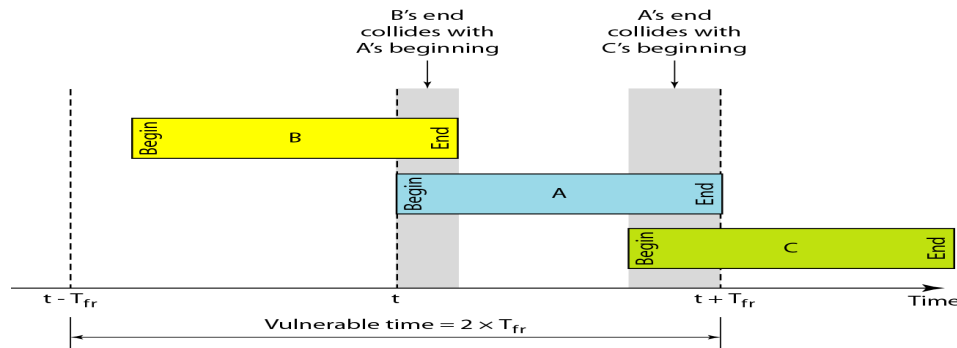 B's end
collides with
A's beginning
A's end
collides with
C's beginning
Begin
B
End
Begin
A
End
Begin
C
End
t - Tfr
t
t + Tfr
Time
Vulnerable time = 2 × Tfr